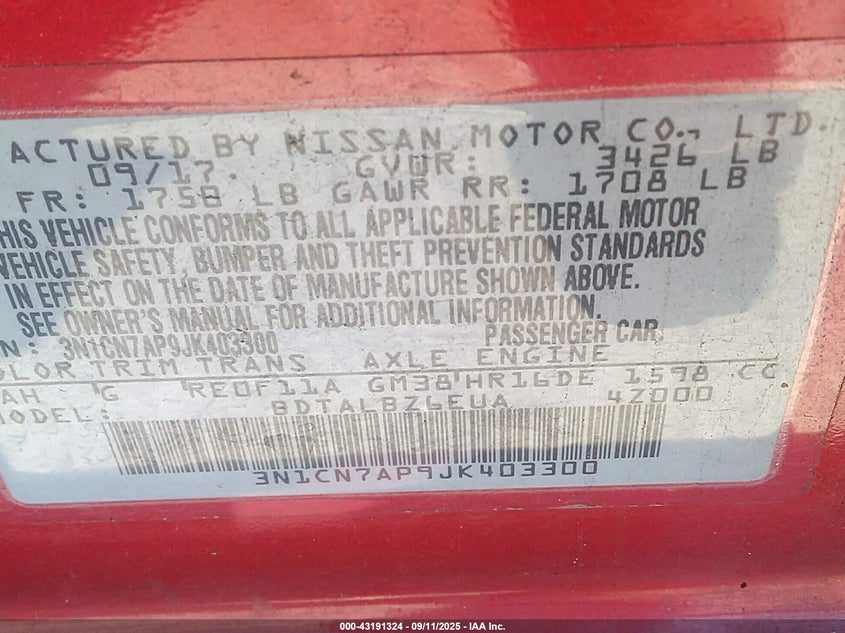 ACTURED BY NISSAN MOTOR CO., LTD.
09/17. GVWR: 3426 LB
FR: 1758 LB GAWR RR: 1708 LB
HIS VEHICLE CONFORMS TO ALL APPLICABLE FEDERAL MOTOR
VEHICLE SAFETY, BUMPER AND THEFT PREVENTION STANDARDS
IN EFFECT ON THE DATE OF MANUFACTURE SHOWN ABOVE.
SEE OWNER'S MANUAL FOR ADDITIONAL INFORMATION.
N : 3N1CN7AP9JK403300 PASSENGER CAR.
OLOR TRIM TRANS AXLE ENGINE
AH G RE0F11A GM38 HR16DE 1598 CC
MODEL: BDTALBZ6EUA 4Z000
3N1CN7AP9JK403300
000-43191324 | 09/11/2025 - IAA Inc.